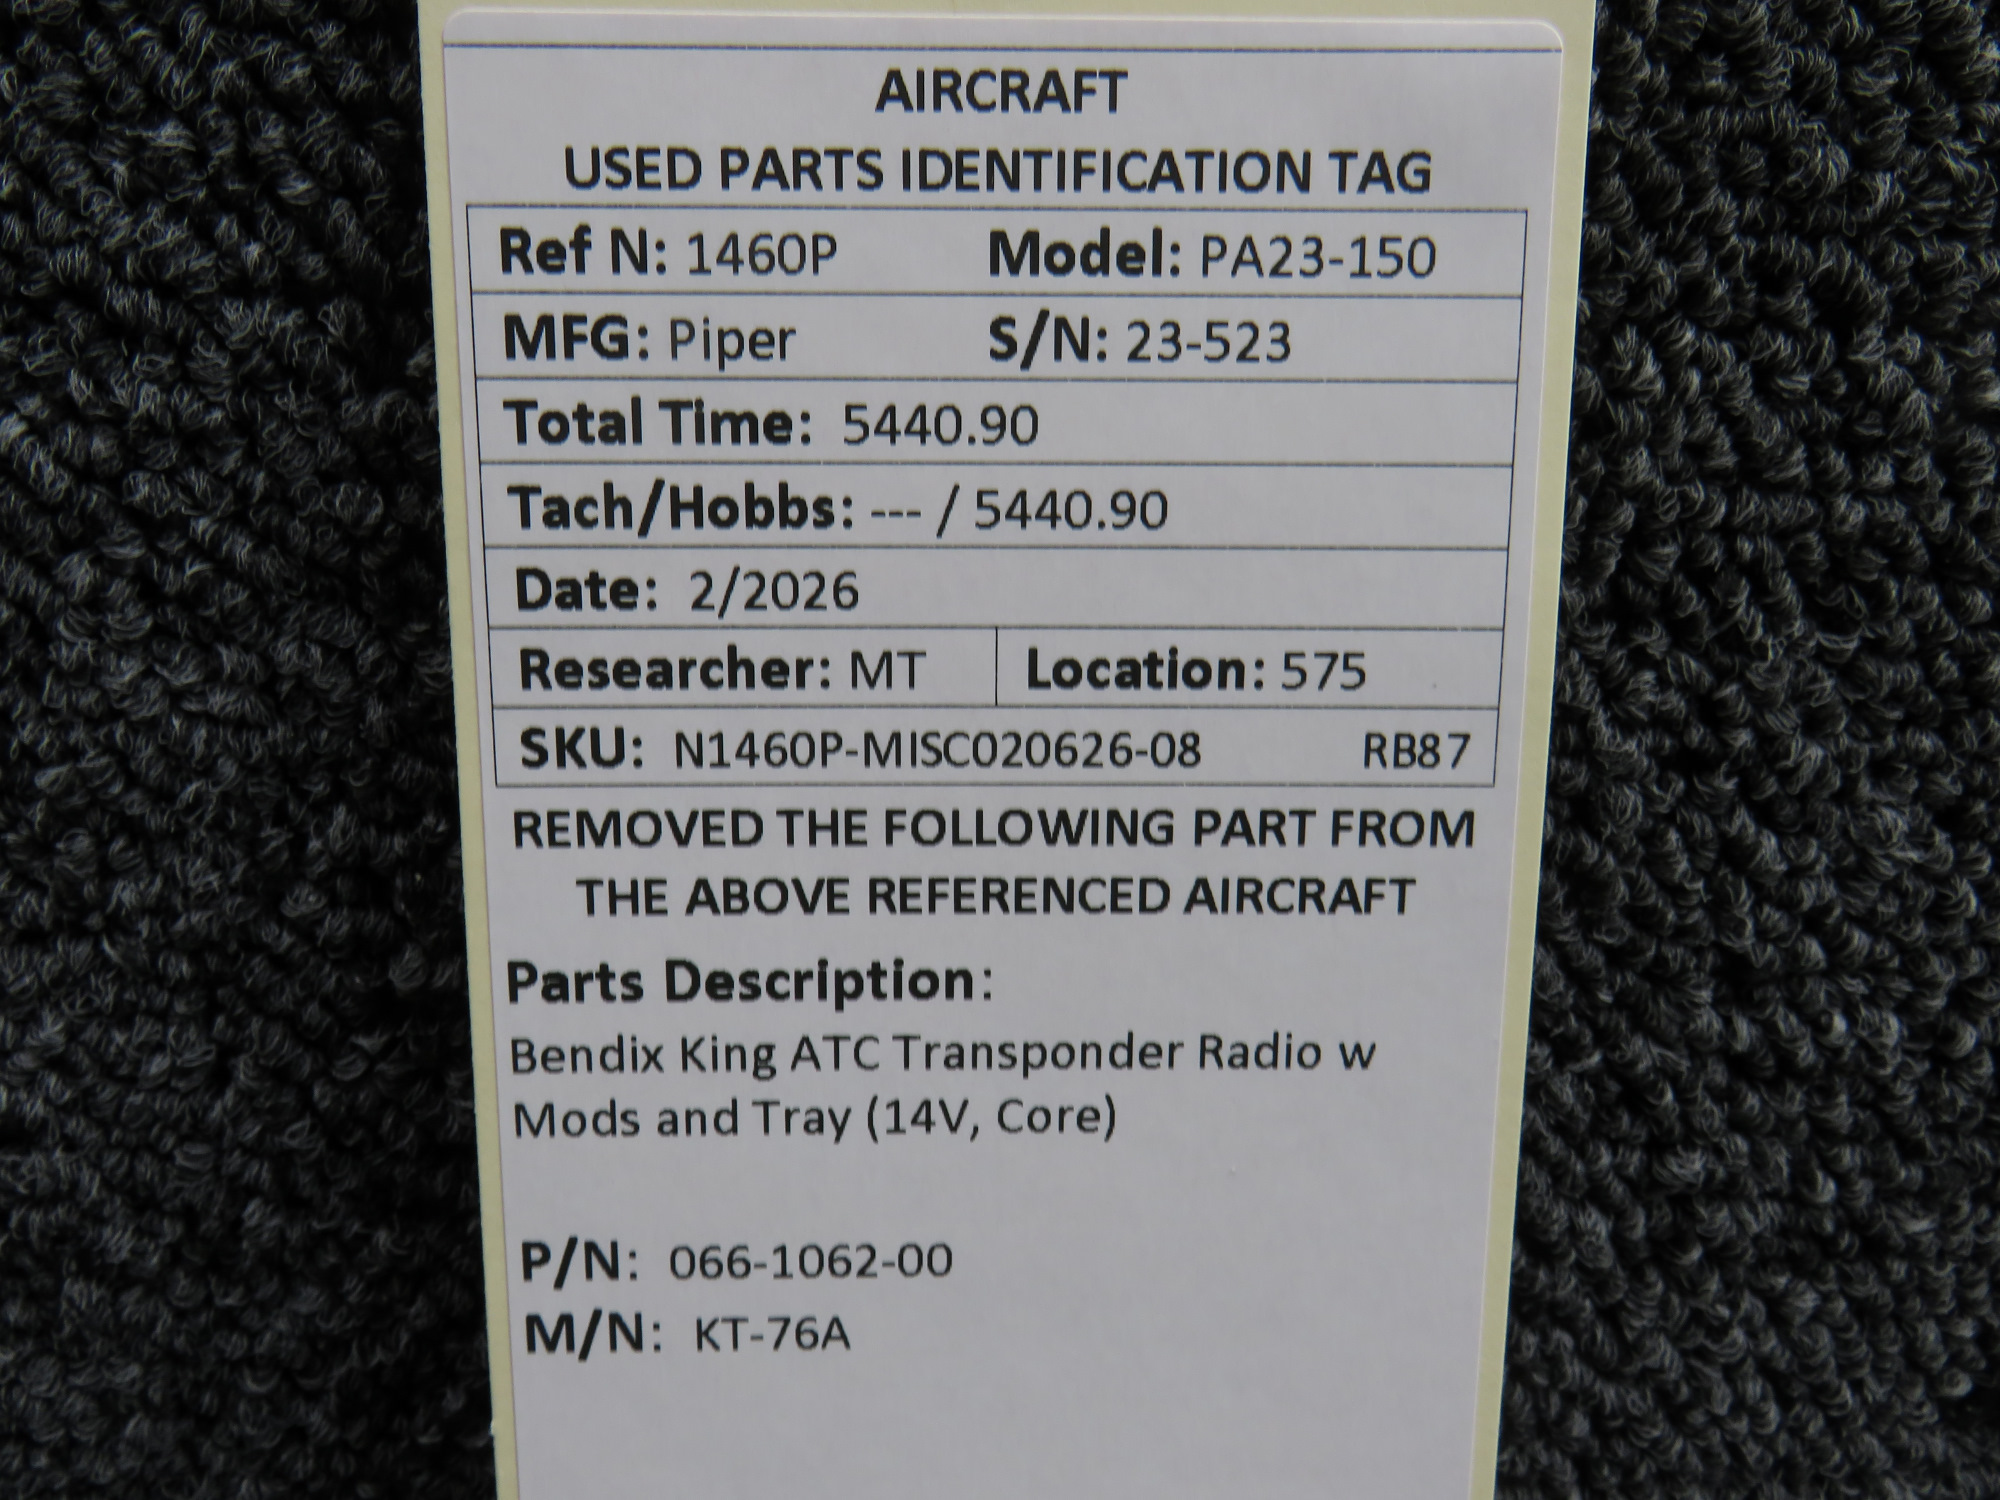 AIRCRAFT
USED PARTS IDENTIFICATION TAG
Ref N: 1460P Model: PA23-150
MFG: Piper S/N: 23-523
Total Time: 5440.90
Tach/Hobbs: --- / 5440.90
Date: 2/2026
Researcher: MT Location: 575
SKU: N1460P-MISC020626-08 RB87
REMOVED THE FOLLOWING PART FROM
THE ABOVE REFERENCED AIRCRAFT
Parts Description:
Bendix King ATC Transponder Radio w
Mods and Tray (14V, Core)
P/N: 066-1062-00
M/N: KT-76A